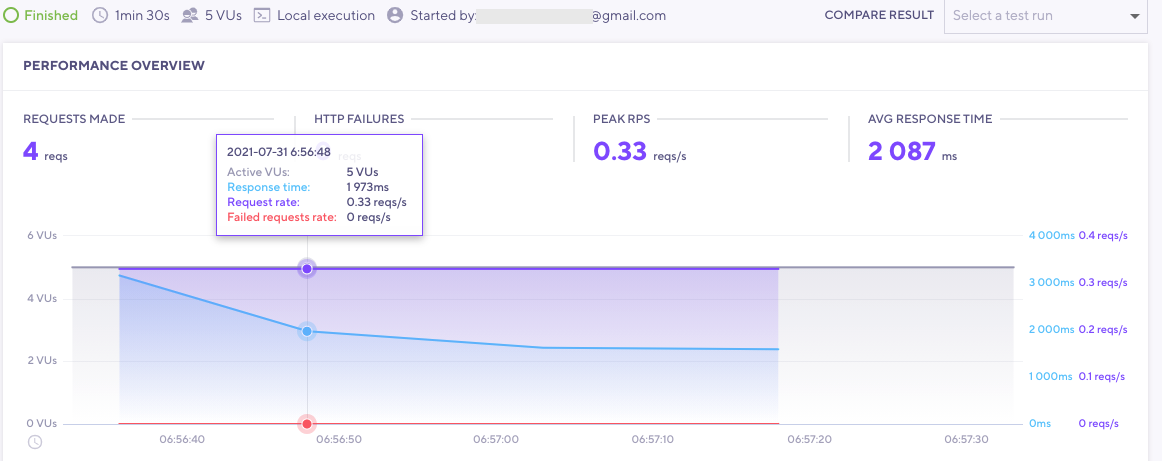 Finished 1min 30s 5 VUs Local execution Started by: @gmail.com COMPARE RESULT Select a test run
PERFORMANCE OVERVIEW
REQUESTS MADE HTTP FAILURES PEAK RPS AVG RESPONSE TIME
4 reqs reqs 0.33 reqs/s 2 087 ms
2021-07-31 6:56:48
Active VUs: 5 VUs
Response time: 1 973ms
Request rate: 0.33 reqs/s
Failed requests rate: 0 reqs/s
6 VUs 4 000ms 0.4 reqs/s
3 000ms 0.3 reqs/s
4 VUs
2 000ms 0.2 reqs/s
2 VUs
1 000ms 0.1 reqs/s
0 VUs 0ms 0 reqs/s
06:56:40 06:56:50 06:57:00 06:57:10 06:57:20 06:57:30